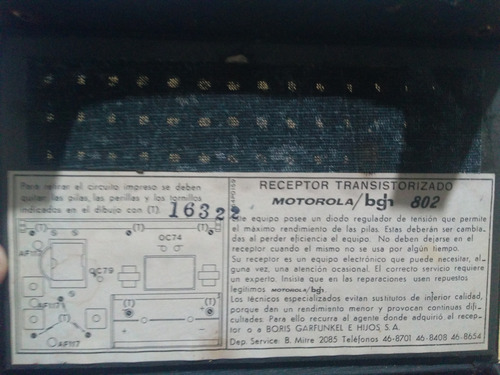 Para retirar el circuito impreso se deben
quitar: las pilas, las perillas y los tornillos
indicados en el dibujo con (T)
16322
(T)
(T)
OC74
OC79
AF117
(T)
(T)
(T)
AF117
RECEPTOR TRANSISTORIZADO
MOTOROLA/bgh 802
Este equipo posee un diodo regulador de tensión que permite
el máximo rendimiento de las pilas. Estas deberán ser cambia-
das al perder eficiencia el equipo. No deben dejarse en el
receptor cuando el mismo no se usa por algún tiempo.
Su receptor es un equipo electrónico que puede necesitar, al-
guna vez, una atención ocasional. El correcto servicio requiere
un experto. Insista que en las reparaciones usen repuestos
legítimos MOTOROLA/bgh.
Los técnicos especializados evitan sustitutos de inferior calidad,
porque dan un rendimiento menor y provocan continuas difi-
cultades. Para ello recurra al agente donde adquirió el recep-
tor o a BORIS GARFUNKEL E HIJOS, S.A.
Dep. Service: B. Mitre 2085 Teléfonos 46-8701 46-8408 46-8654